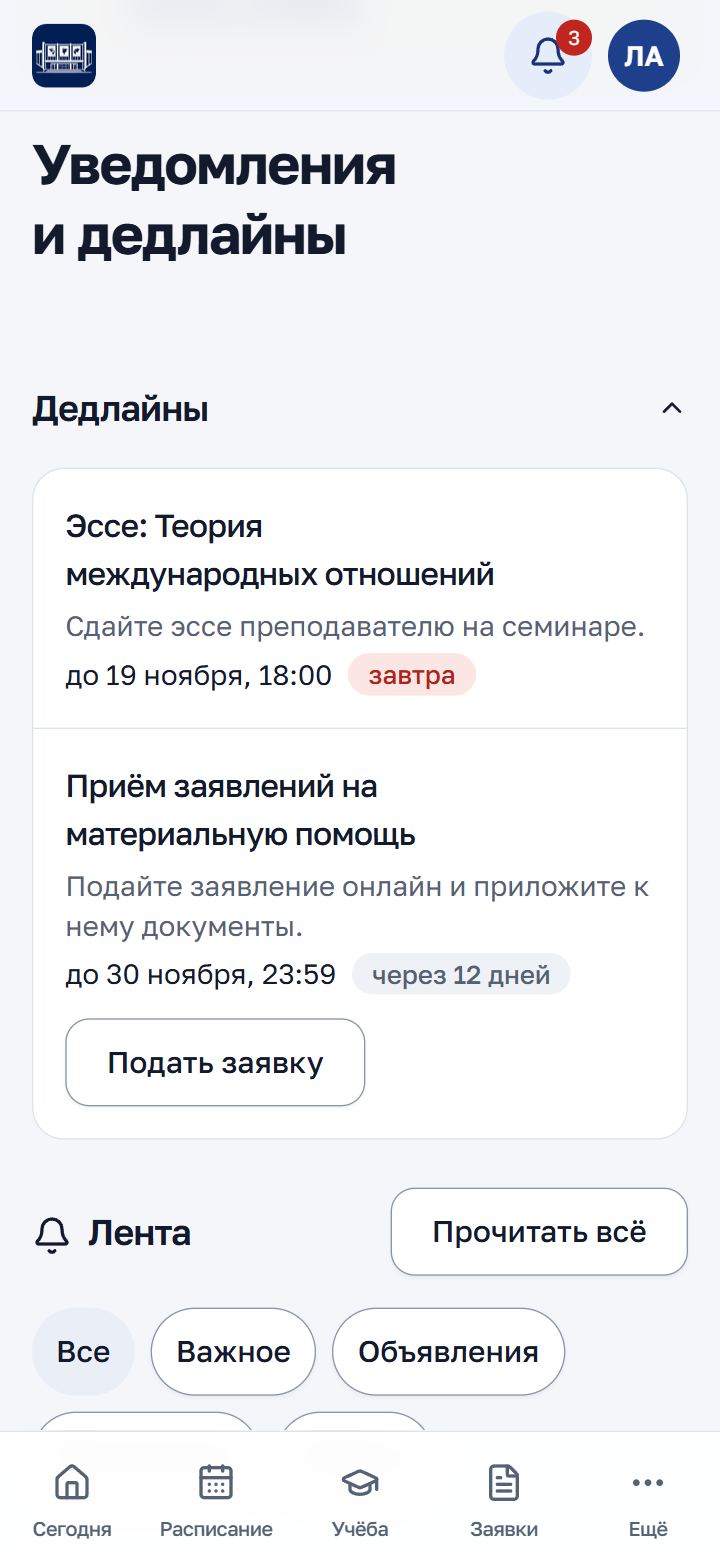 3
ЛА
Уведомления
и дедлайны
Дедлайны
Эссе: Теория
международных отношений
Сдайте эссе преподавателю на семинаре.
до 19 ноября, 18:00 завтра
Приём заявлений на
материальную помощь
Подайте заявление онлайн и приложите к
нему документы.
до 30 ноября, 23:59 через 12 дней
Подать заявку
Лента Прочитать всё
Все Важное Объявления
Сегодня Расписание Учёба Заявки Ещё